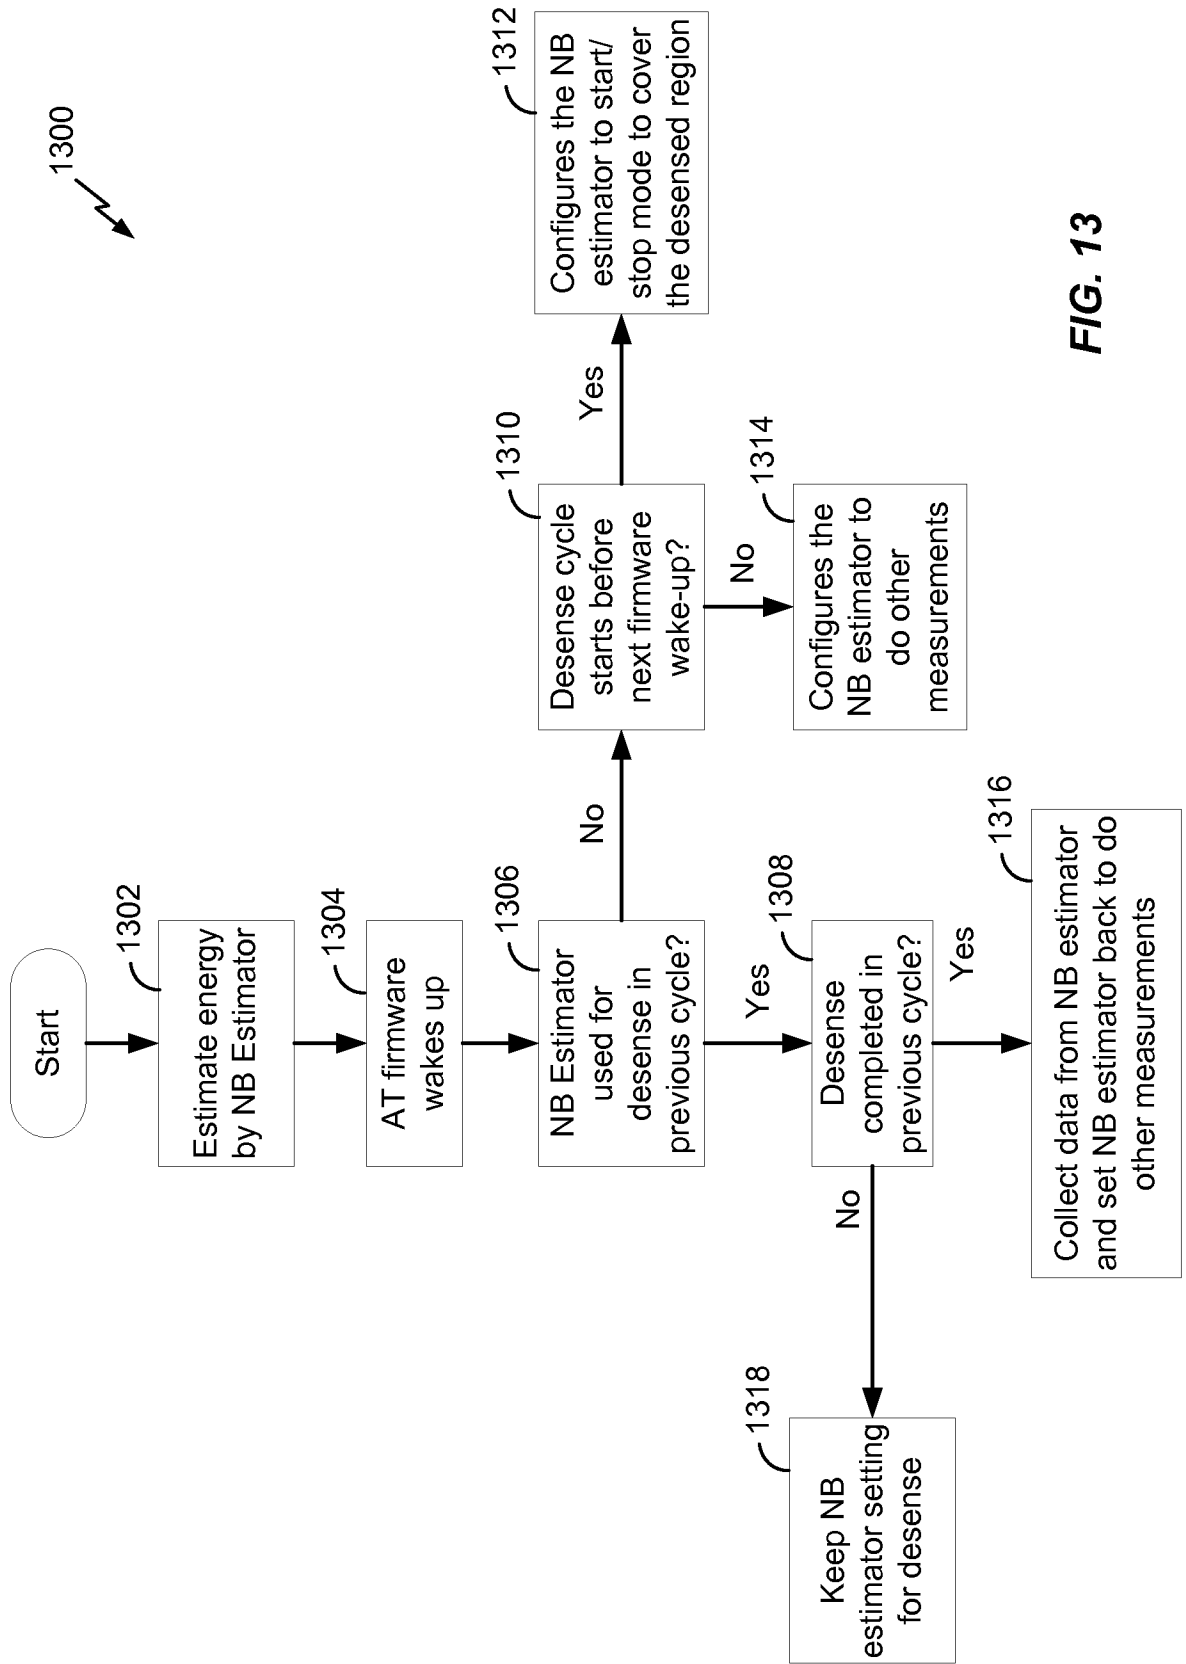 1300
Start
1302
Estimate energy
by NB Estimator
1304
AT firmware
wakes up
1306
NB Estimator
used for
desense in
previous cycle?
No
1310
Desense cycle
starts before
next firmware
wake-up?
Yes
1312
Configures the NB
estimator to start/
stop mode to cover
the desensed region
No
1314
Configures the
NB estimator to
do other
measurements
Yes
1308
Desense
completed in
previous cycle?
No
1318
Keep NB
estimator setting
for desense
Yes
1316
Collect data from NB estimator
and set NB estimator back to do
other measurements
FIG. 13